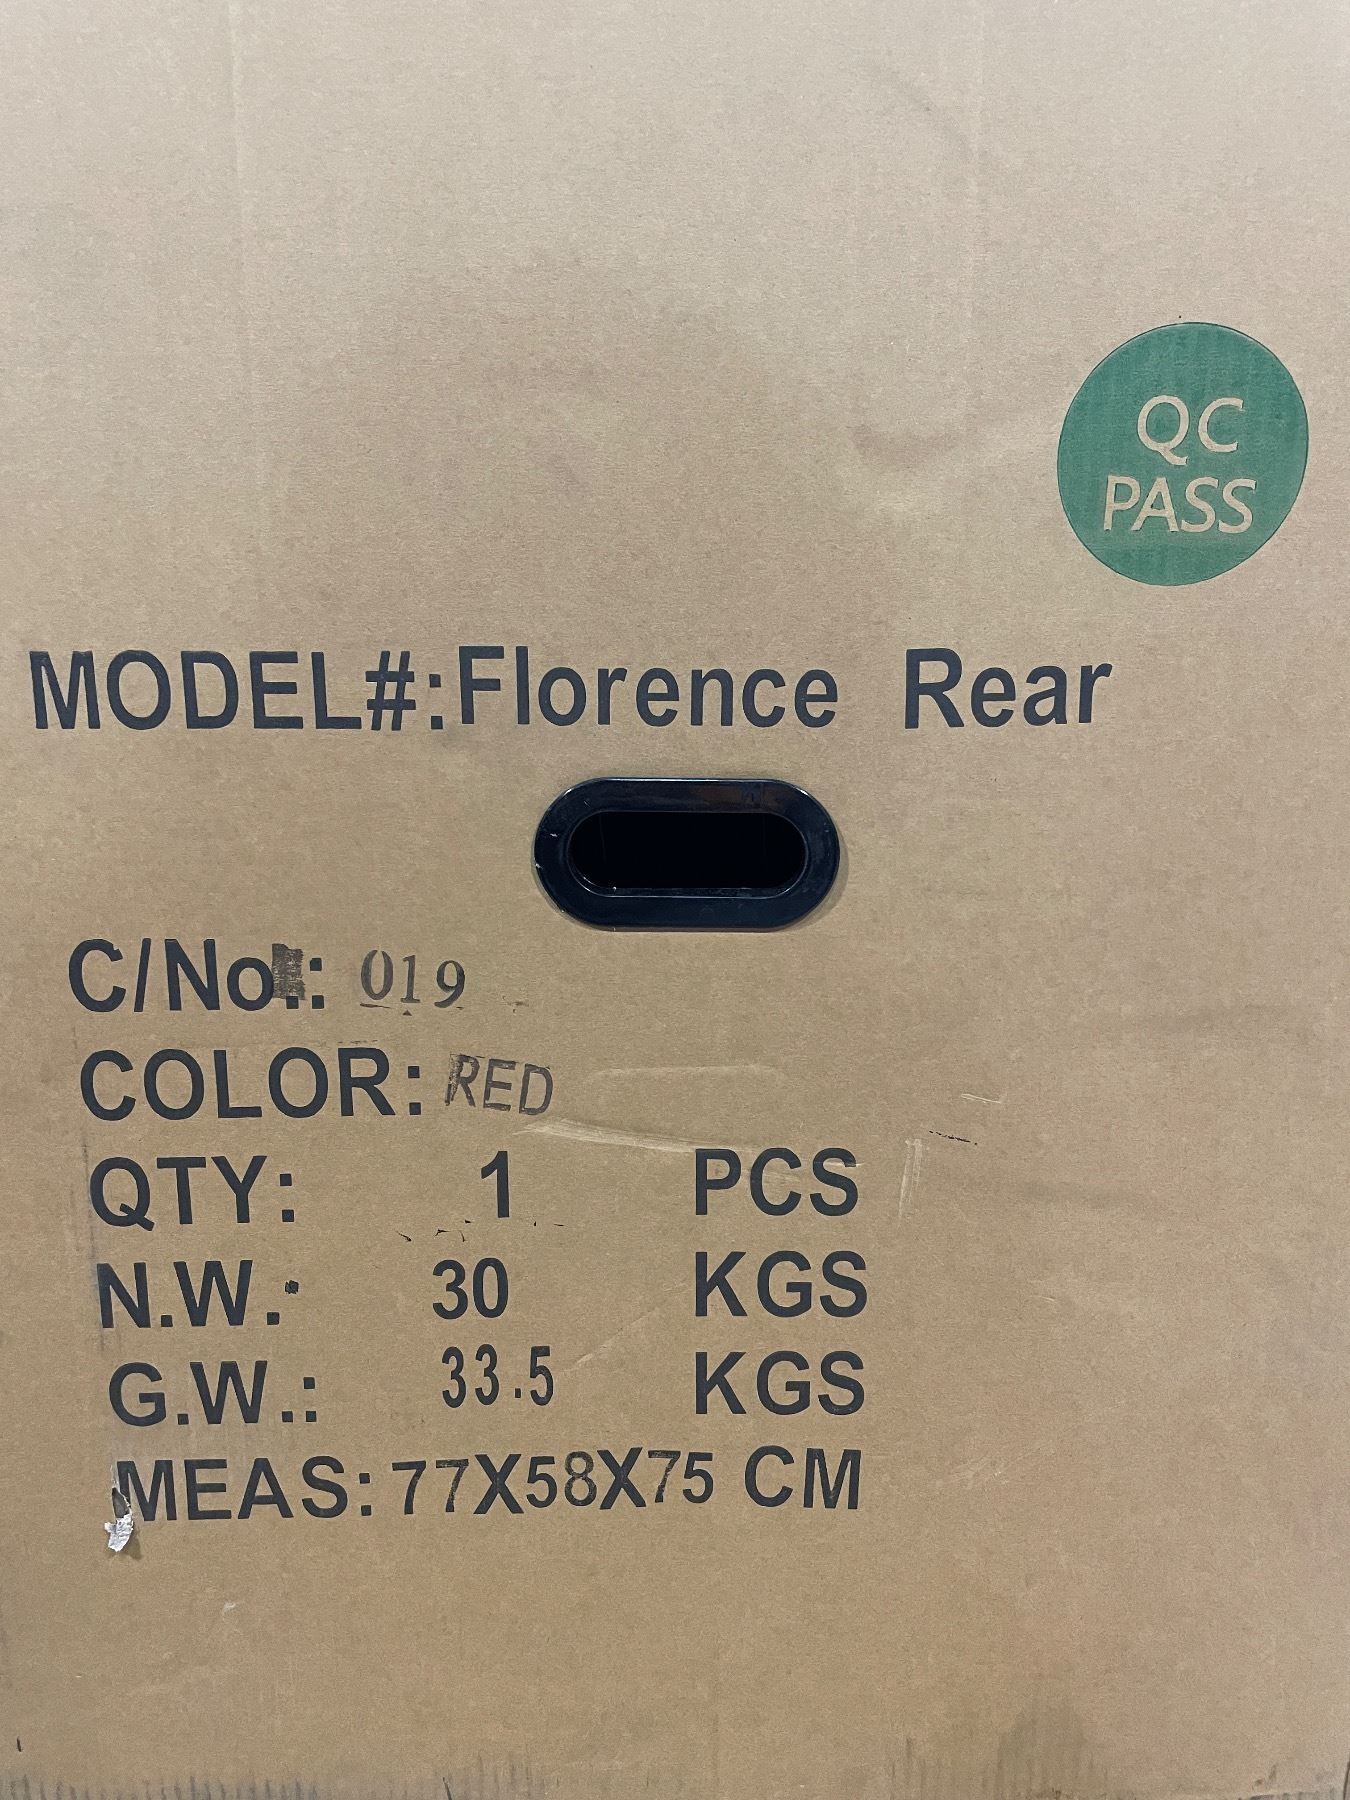 QC
PASS
MODEL#:Florence Rear
C/No.: 019
COLOR: RED
QTY: 1 PCS
N.W.: 30 KGS
G.W.: 33.5 KGS
MEAS: 77X58X75 CM